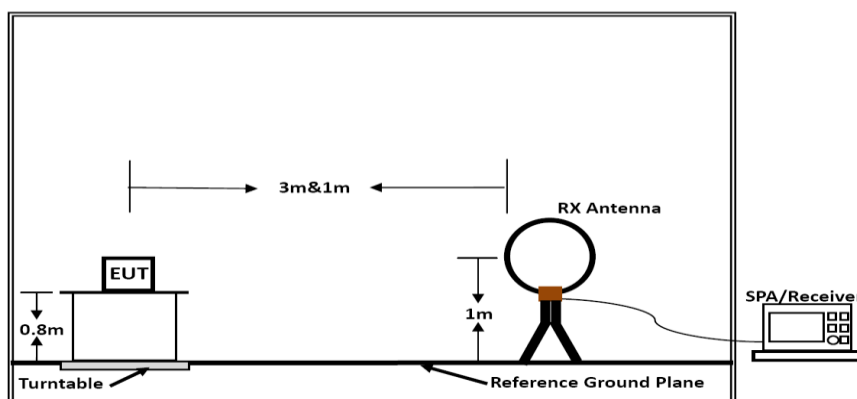 3m&1m
RX Antenna
EUT
SPA/Receiver
0.8m
1m
Turntable
Reference Ground Plane